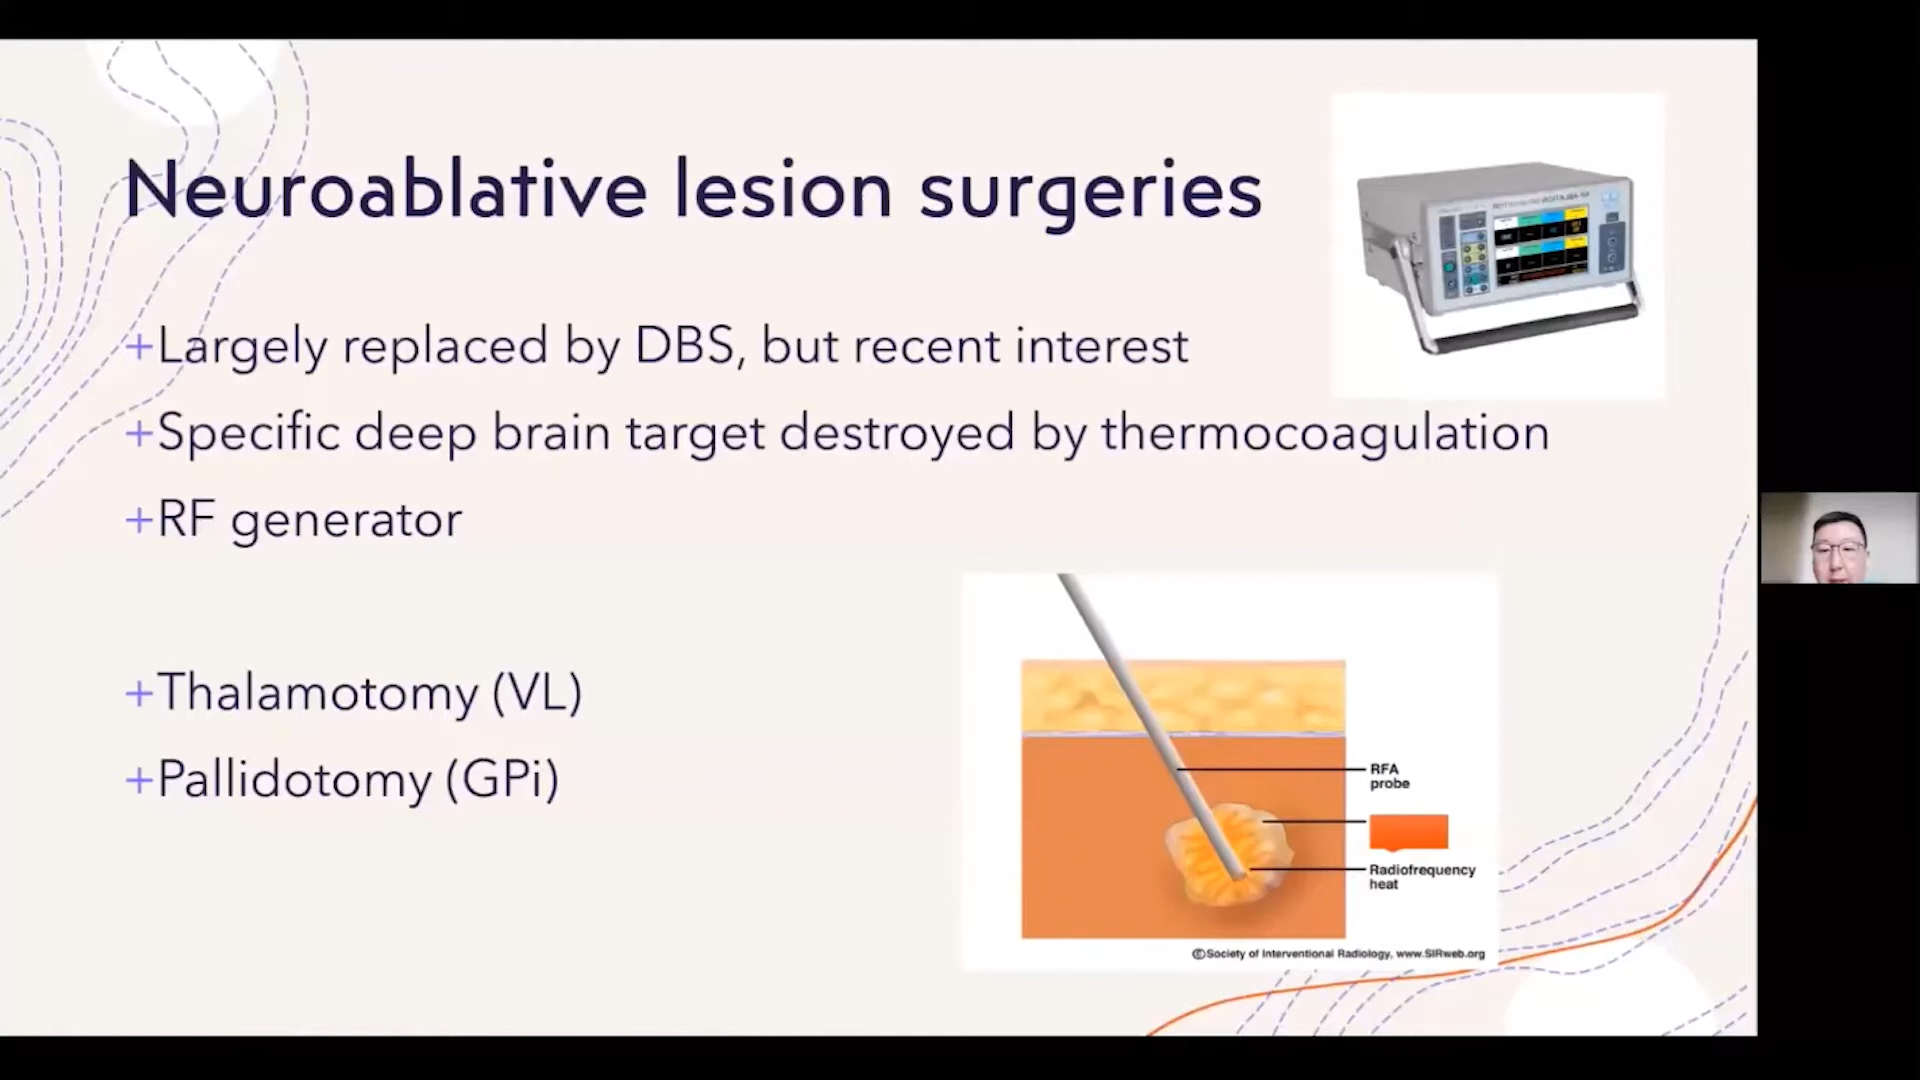 Neuroablative lesion surgeries
+Largely replaced by DBS, but recent interest
+Specific deep brain target destroyed by thermocoagulation
+RF generator
+Thalamotomy (VL)
+Pallidotomy (GPi)
RFA
probe
Radiofrequency
heat
©Society of Interventional Radiology, www.SIRweb.org